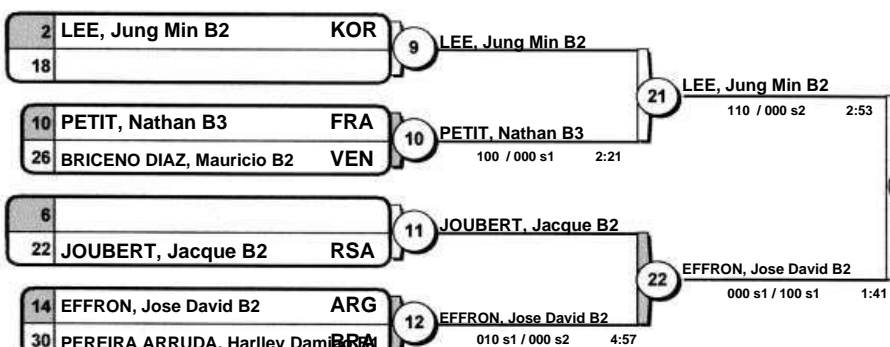 2 LEE, Jung Min B2 KOR
18
9 LEE, Jung Min B2
10 PETIT, Nathan B3 FRA
26 BRICENO DIAZ, Mauricio B2 VEN
10 PETIT, Nathan B3
100 / 000 s1 2:21
21 LEE, Jung Min B2
110 / 000 s2 2:53
6
22 JOUBERT, Jacque B2 RSA
11 JOUBERT, Jacque B2
14 EFFRON, Jose David B2 ARG
30 PEREIRA ARRUDA, Harlley BRA
12 EFFRON, Jose David B2
010 s1 / 000 s2 4:57
22 EFFRON, Jose David B2
000 s1 / 100 s1 1:41